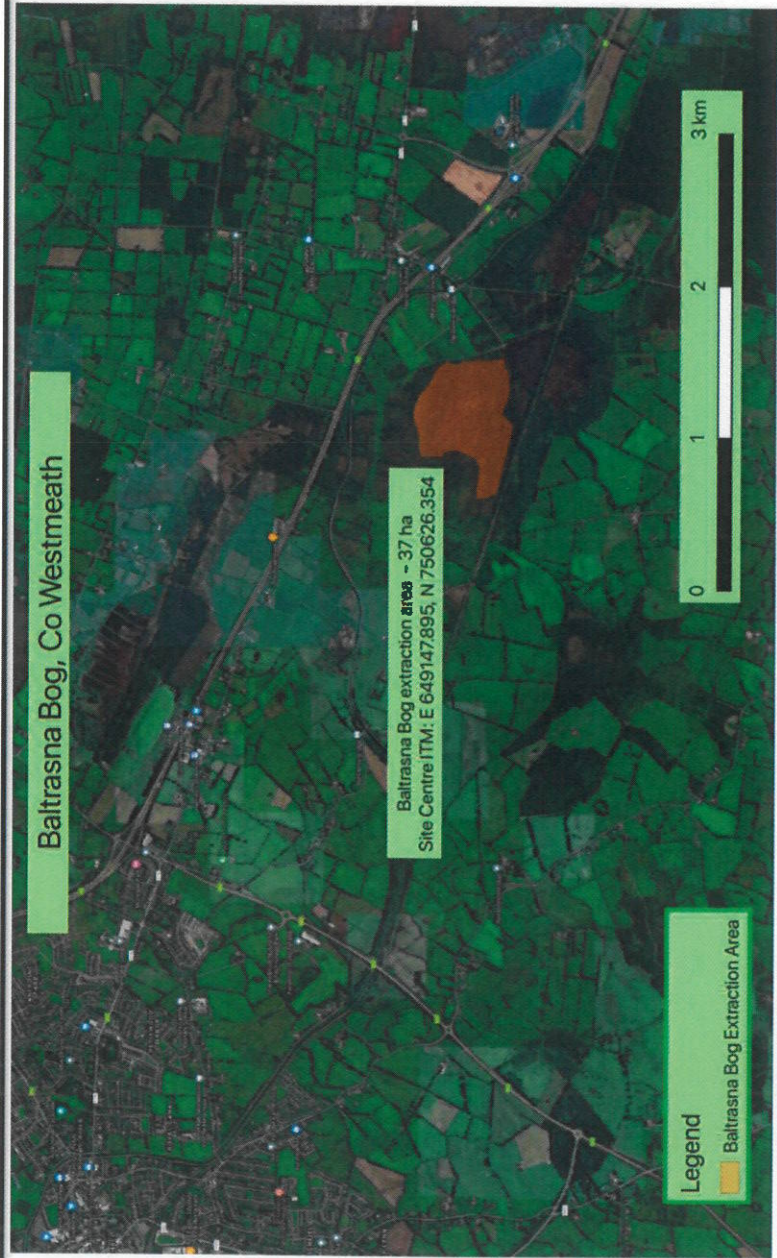 Baltrasna Bog, Co Westmeath
Baltrasna Bog extraction area - 37 ha
Site Centre ITM: E 649147.895, N 750626.354
0 1 2 3 km
Legend
Baltrasna Bog Extraction Area